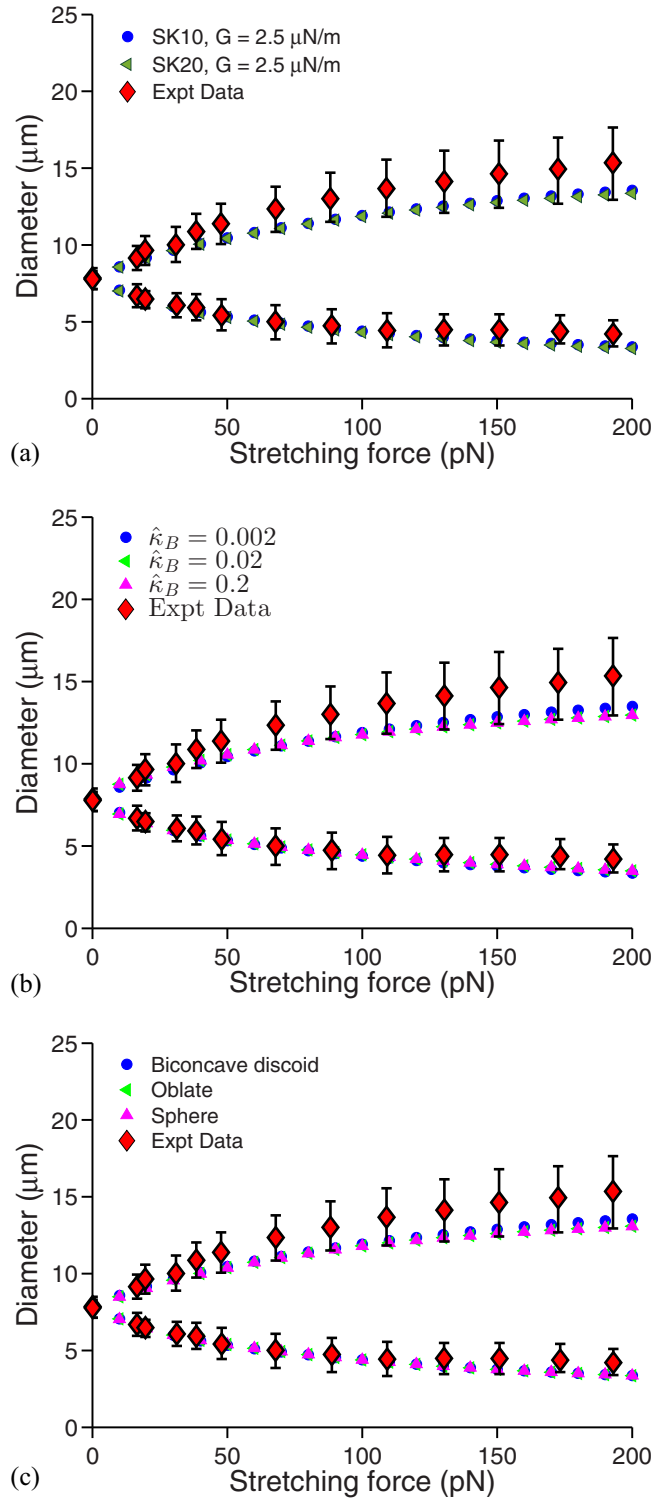 25
SK10, G = 2.5 μN/m
SK20, G = 2.5 μN/m
Expt Data
20
15
10
5
0
Diameter (μm)
0 50 100 150 200
(a) Stretching force (pN)
25
κ̂_B = 0.002
κ̂_B = 0.02
κ̂_B = 0.2
Expt Data
20
15
10
5
0
Diameter (μm)
0 50 100 150 200
(b) Stretching force (pN)
25
Biconcave discoid
Oblate
Sphere
Expt Data
20
15
10
5
0
Diameter (μm)
0 50 100 150 200
(c) Stretching force (pN)